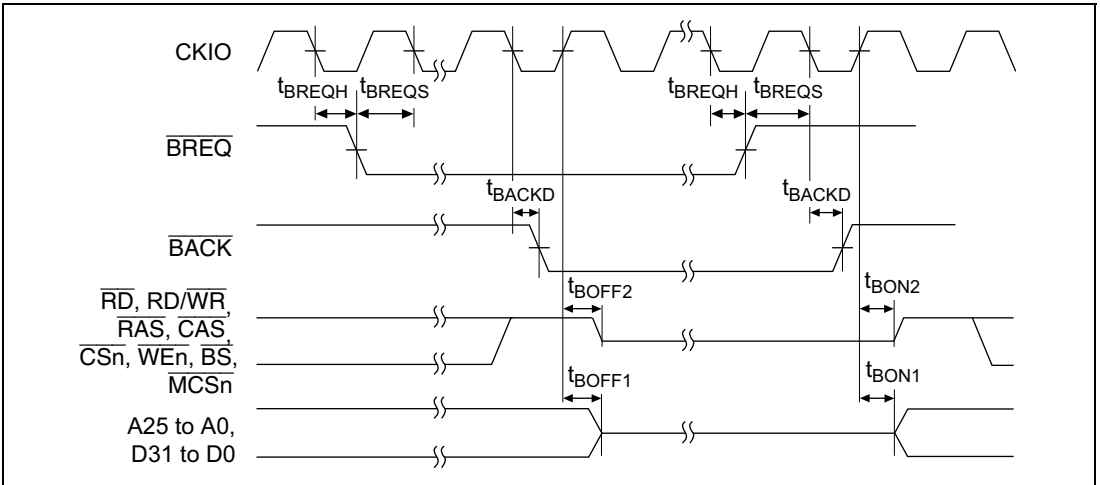 CKIO
tBREQH tBREQS tBREQH tBREQS
BREQ
tBACKD tBACKD
BACK
RD, RD/WR,
RAS, CAS,
CSn, WEn, BS,
MCSn
tBOFF2 tBON2
tBOFF1 tBON1
A25 to A0,
D31 to D0